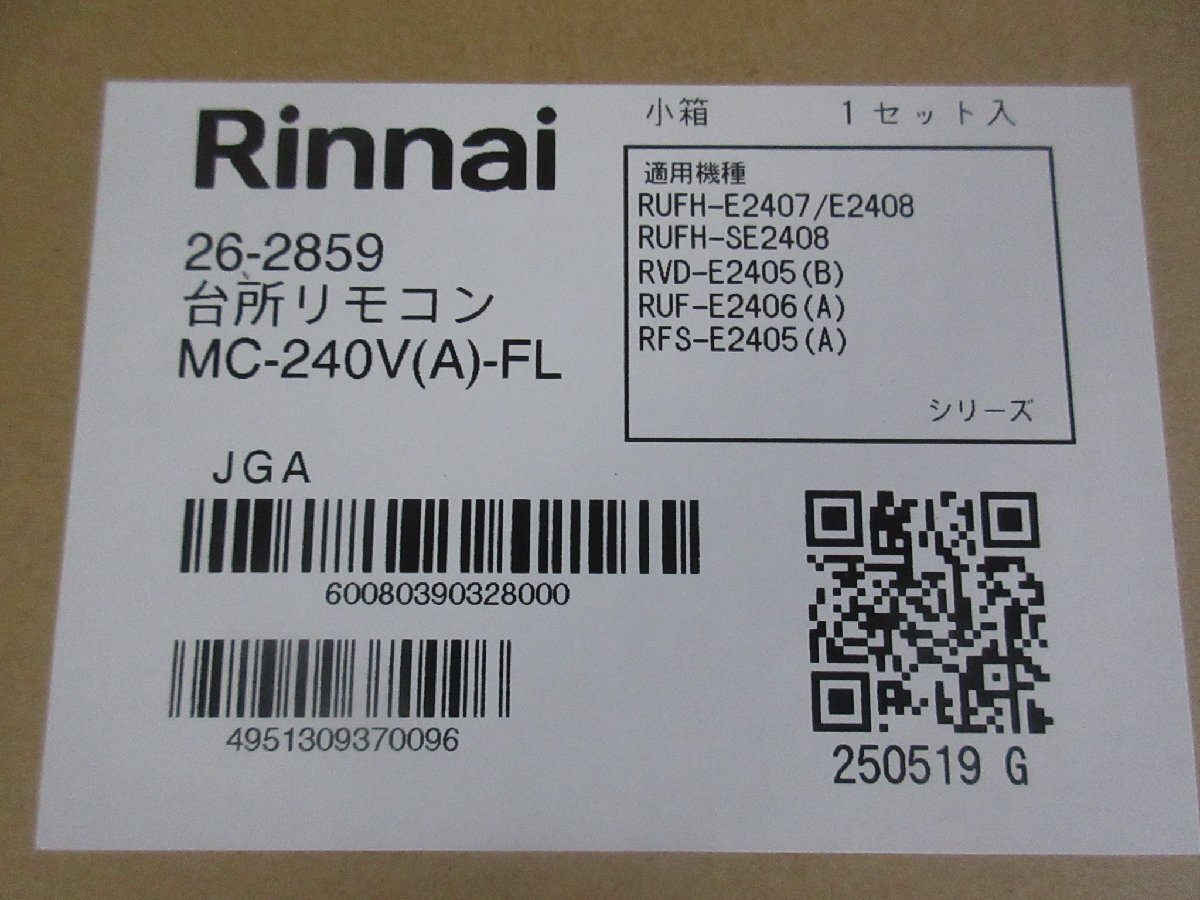 Rinnai
小箱 1セット入
26-2859
台所リモコン
MC-240V(A)-FL
適用機種
RUFH-E2407/E2408
RUFH-SE2408
RVD-E2405(B)
RUF-E2406(A)
RFS-E2405(A)
シリーズ
JGA
60080390328000
4951309370096
250519 G